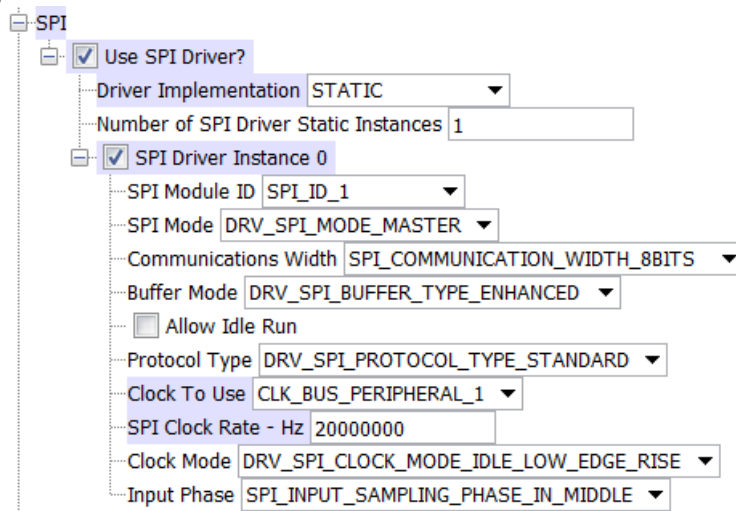 SPI
Use SPI Driver?
Driver Implementation STATIC
Number of SPI Driver Static Instances 1
SPI Driver Instance 0
SPI Module ID SPI_ID_1
SPI Mode DRV_SPI_MODE_MASTER
Communications Width SPI_COMMUNICATION_WIDTH_8BITS
Buffer Mode DRV_SPI_BUFFER_TYPE_ENHANCED
Allow Idle Run
Protocol Type DRV_SPI_PROTOCOL_TYPE_STANDARD
Clock To Use CLK_BUS_PERIPHERAL_1
SPI Clock Rate - Hz 20000000
Clock Mode DRV_SPI_CLOCK_MODE_IDLE_LOW_EDGE_RISE
Input Phase SPI_INPUT_SAMPLING_PHASE_IN_MIDDLE